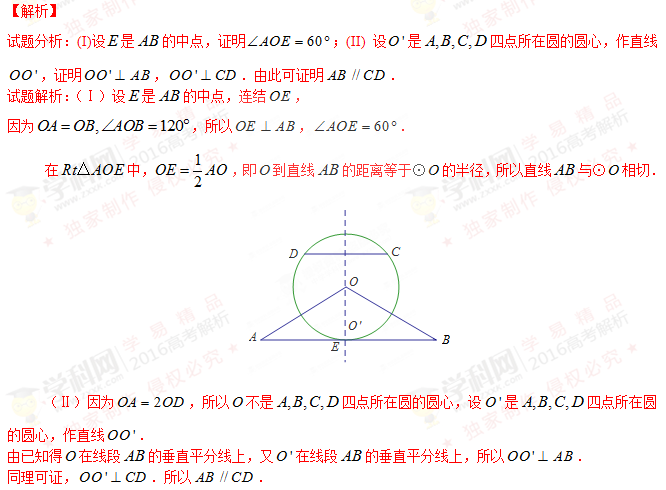 【解析】
试题分析：(I)设E是AB的中点，证明∠AOE=60°；(II) 设O'是A,B,C,D四点所在圆的圆心，作直线
OO'，证明OO'⊥AB，OO'⊥CD．由此可证明AB//CD．
试题解析：(Ⅰ) 设E是AB的中点，连结OE，
因为OA=OB,∠AOB=120°，所以OE⊥AB，∠AOE=60°．
在Rt△AOE中，OE=1/2 AO，即O到直线AB的距离等于⊙O的半径，所以直线AB与⊙O相切．
D
C
O
O'
A
E
B
(Ⅱ) 因为OA=2OD，所以O不是A,B,C,D四点所在圆的圆心，设O'是A,B,C,D四点所在圆
的圆心，作直线OO'．
由已知得O在线段AB的垂直平分线上，又O'在线段AB的垂直平分线上，所以OO'⊥AB．
同理可证，OO'⊥CD．所以AB//CD．